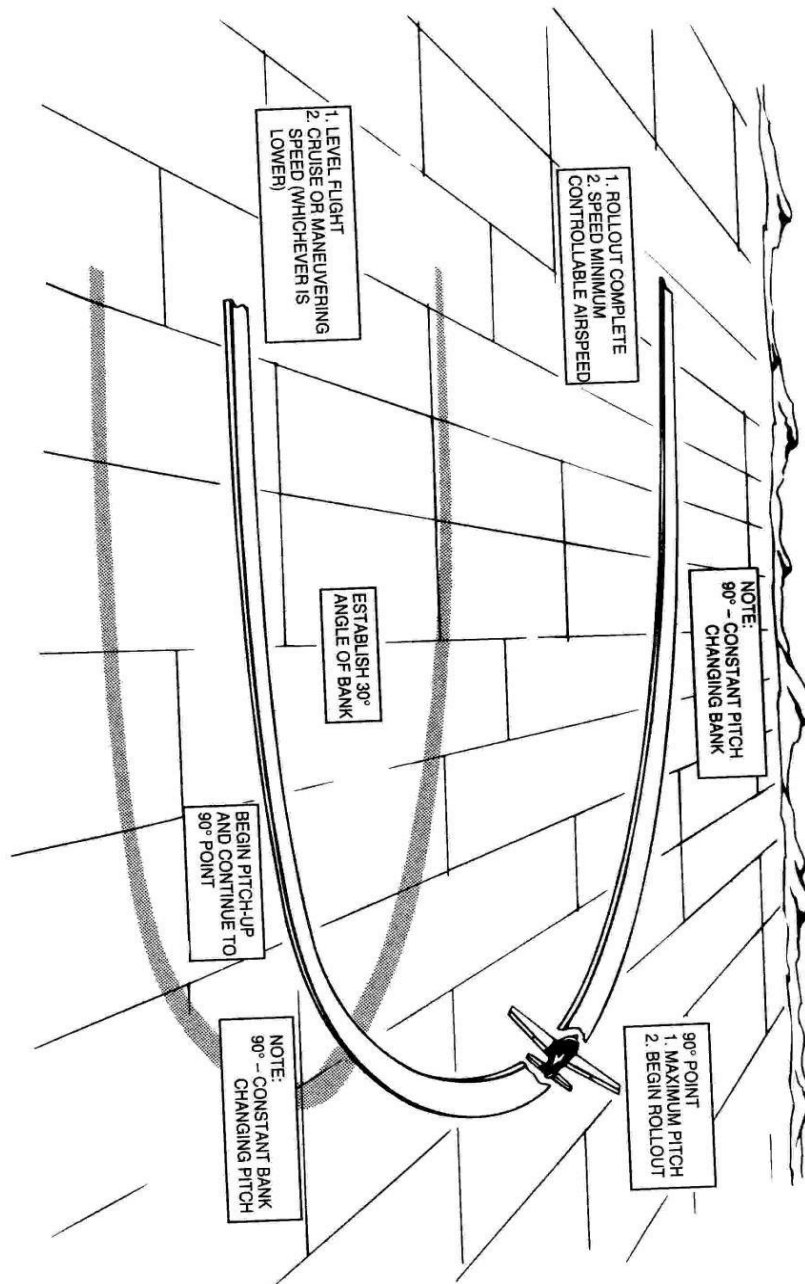 1. LEVEL FLIGHT
2. CRUISE OR MANEUVERING
SPEED (WHICHEVER IS
LOWER)
1. ROLLOUT COMPLETE
2. SPEED MINIMUM
CONTROLLABLE AIRSPEED
ESTABLISH 30°
ANGLE OF BANK
NOTE:
90° – CONSTANT PITCH
CHANGING BANK
BEGIN PITCH-UP
AND CONTINUE TO
90° POINT
NOTE:
90° – CONSTANT BANK
CHANGING PITCH
90° POINT
1. MAXIMUM PITCH
2. BEGIN ROLLOUT